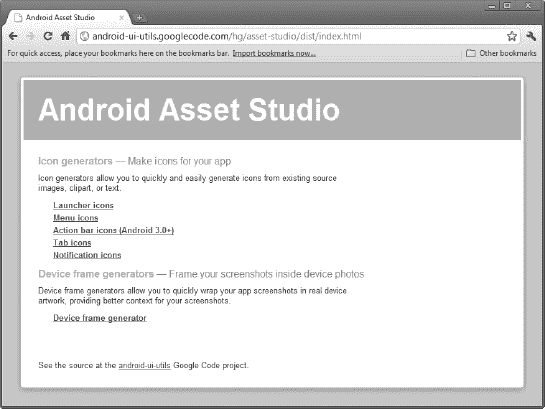 Android Asset Studio
android-ui-utils.googlecode.com/hg/asset-studio/dist/index.html
For quick access, place your bookmarks here on the bookmarks bar. Import bookmarks now... Other bookmarks
Android Asset Studio
Icon generators — Make icons for your app
Icon generators allow you to quickly and easily generate icons from existing source
images, clipart, or text.
Launcher icons
Menu icons
Action bar icons (Android 3.0+)
Tab icons
Notification icons
Device frame generators — Frame your screenshots inside device photos
Device frame generators allow you to quickly wrap your app screenshots in real device
artwork, providing better context for your screenshots.
Device frame generator
See the source at the android-ui-utils Google Code project.